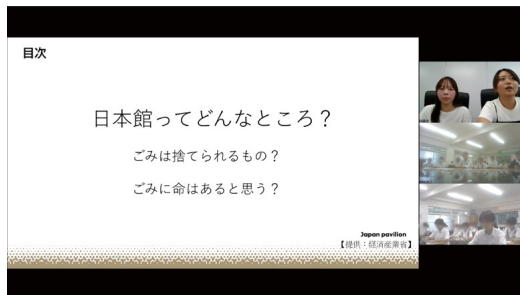 目次
日本館ってどんなところ？
ごみは捨てられるもの？
ごみに命はあると思う？
Japan pavilion
【提供：経済産業省】